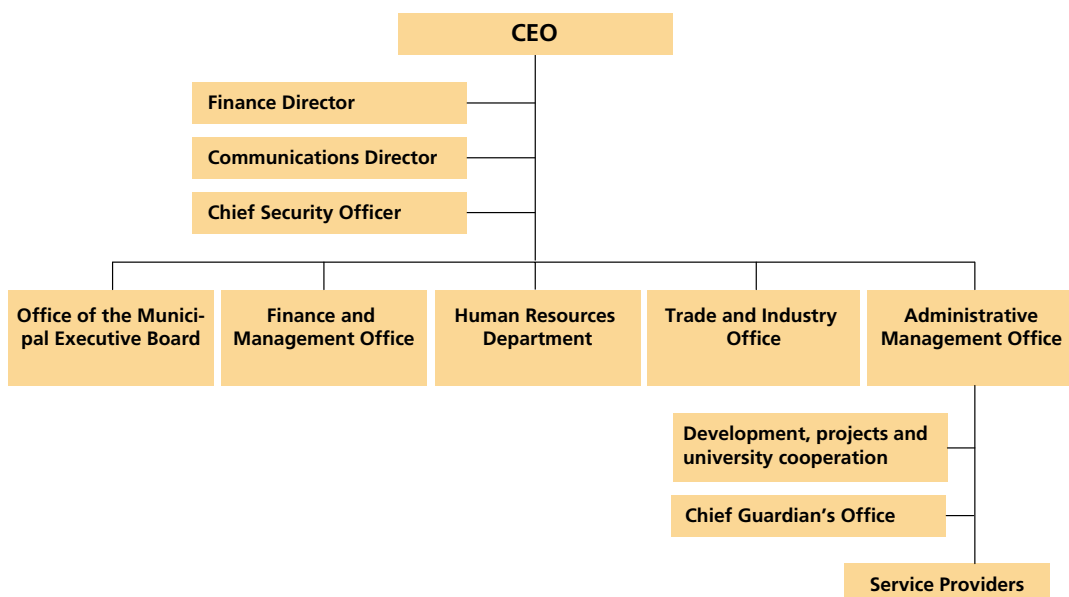 CEO
Finance Director
Communications Director
Chief Security Officer
Office of the Munici-
pal Executive Board
Finance and
Management Office
Human Resources
Department
Trade and Industry
Office
Administrative
Management Office
Development, projects and
university cooperation
Chief Guardian’s Office
Service Providers